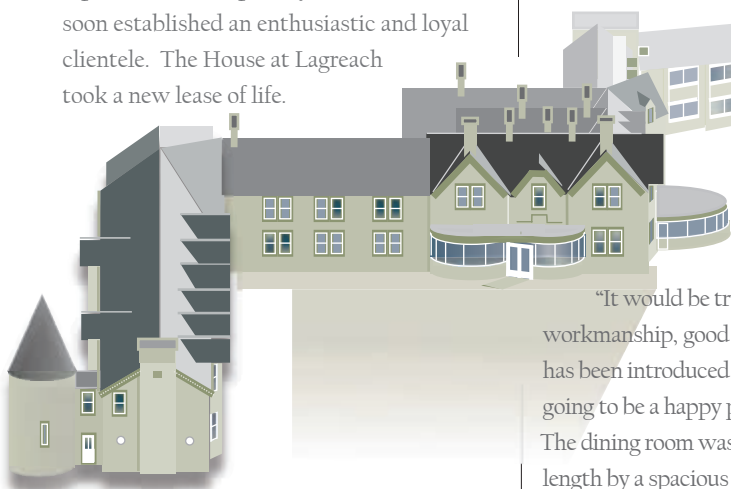 soon established an enthusiastic and loyal
clientele. The House at Lagreach
took a new lease of life.
“It would be tr
workmanship, good
has been introduced
going to be a happy p
The dining room was
length by a spacious